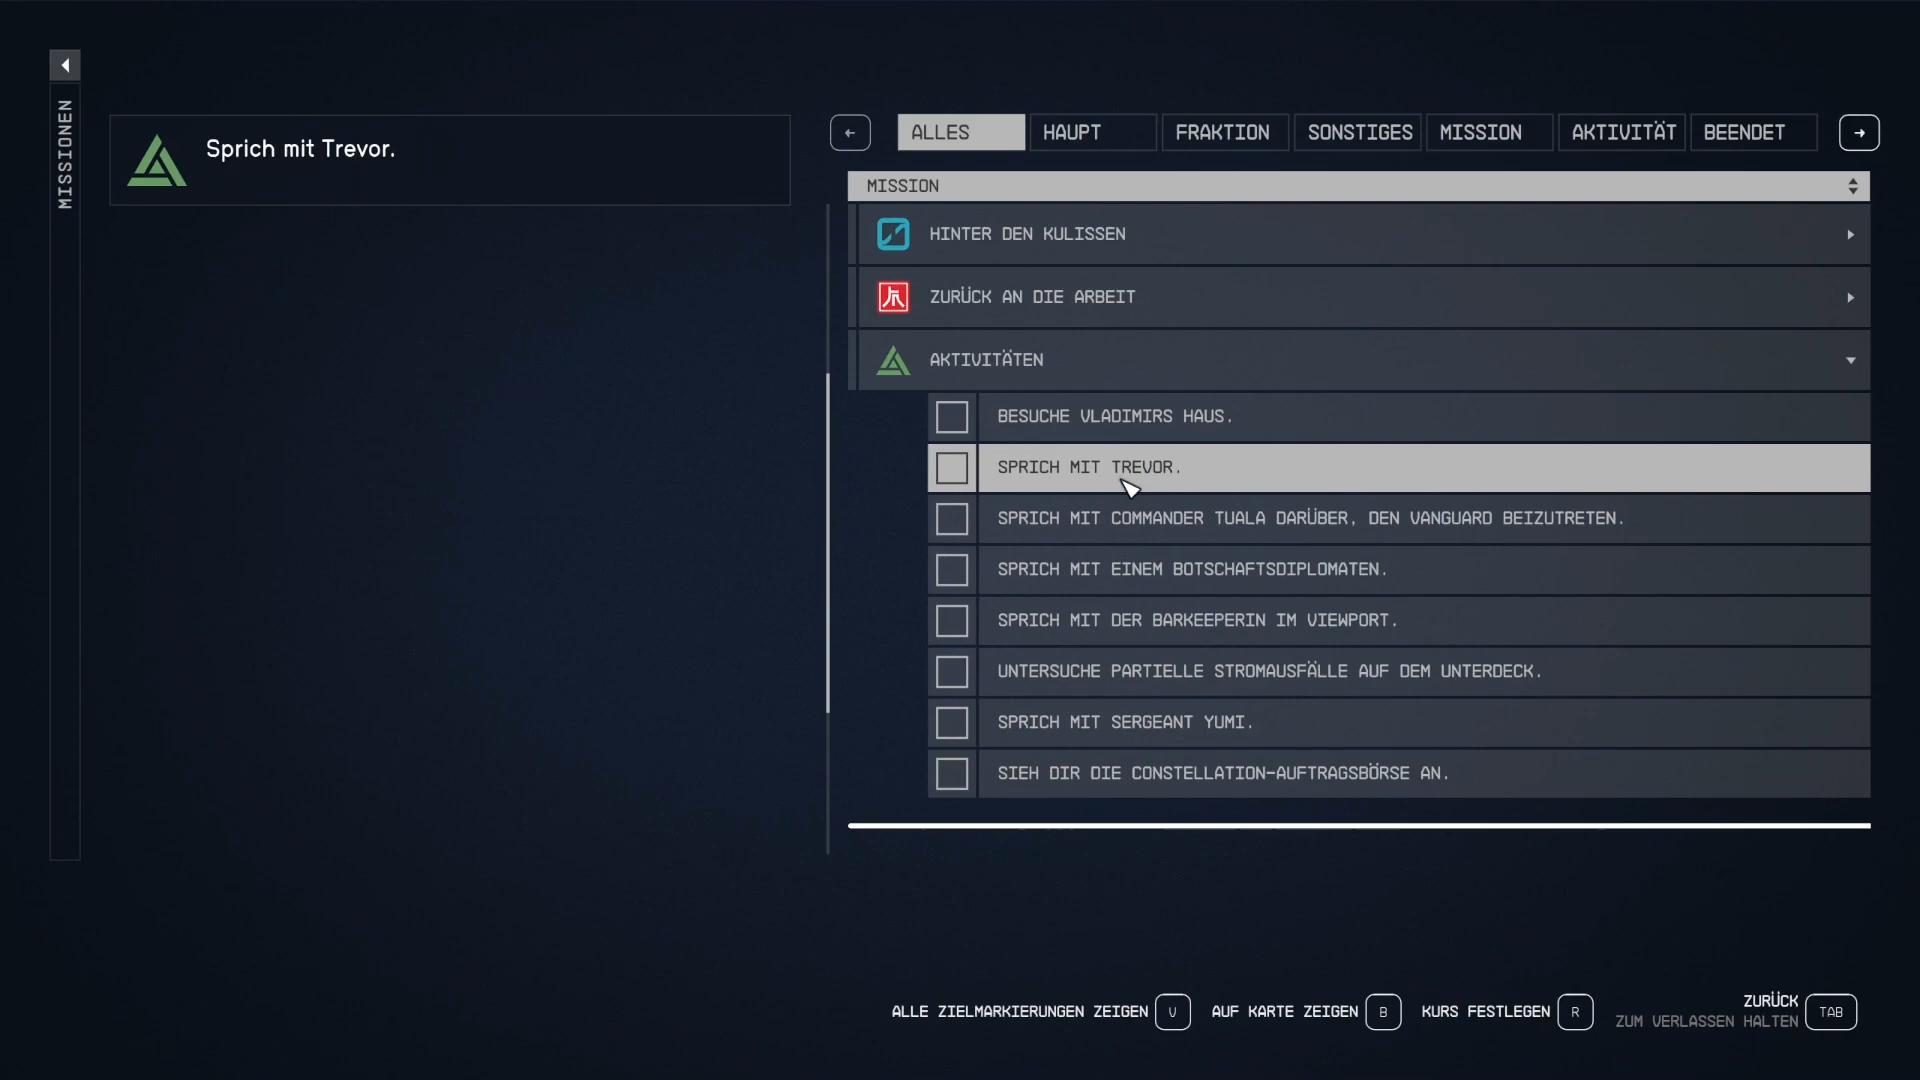 MISSIONEN
Sprich mit Trevor.
ALLES
HAUPT
FRAKTION
SONSTIGES
MISSION
AKTIVITÄT
BEENDET
MISSION
HINTER DEN KULISSEN
ZURÜCK AN DIE ARBEIT
AKTIVITÄTEN
BESUCHE VLADIMIRS HAUS.
SPRICH MIT TREVOR.
SPRICH MIT COMMANDER TUALA DARÜBER, DEN VANGUARD BEIZUTRETEN.
SPRICH MIT EINEM BOTSCHAFTSDIPLOMATEN.
SPRICH MIT DER BARKEEPERIN IM VIEWPORT.
UNTERSUCHE PARTIELLE STROMAUSFÄLLE AUF DEM UNTERDECK.
SPRICH MIT SERGEANT YUMI.
SIEH DIR DIE CONSTELLATION-AUFTRAGSBÖRSE AN.
ALLE ZIELMARKIERUNGEN ZEIGEN V
AUF KARTE ZEIGEN B
KURS FESTLEGEN R
ZURÜCK
ZUM VERLASSEN HALTEN TAB